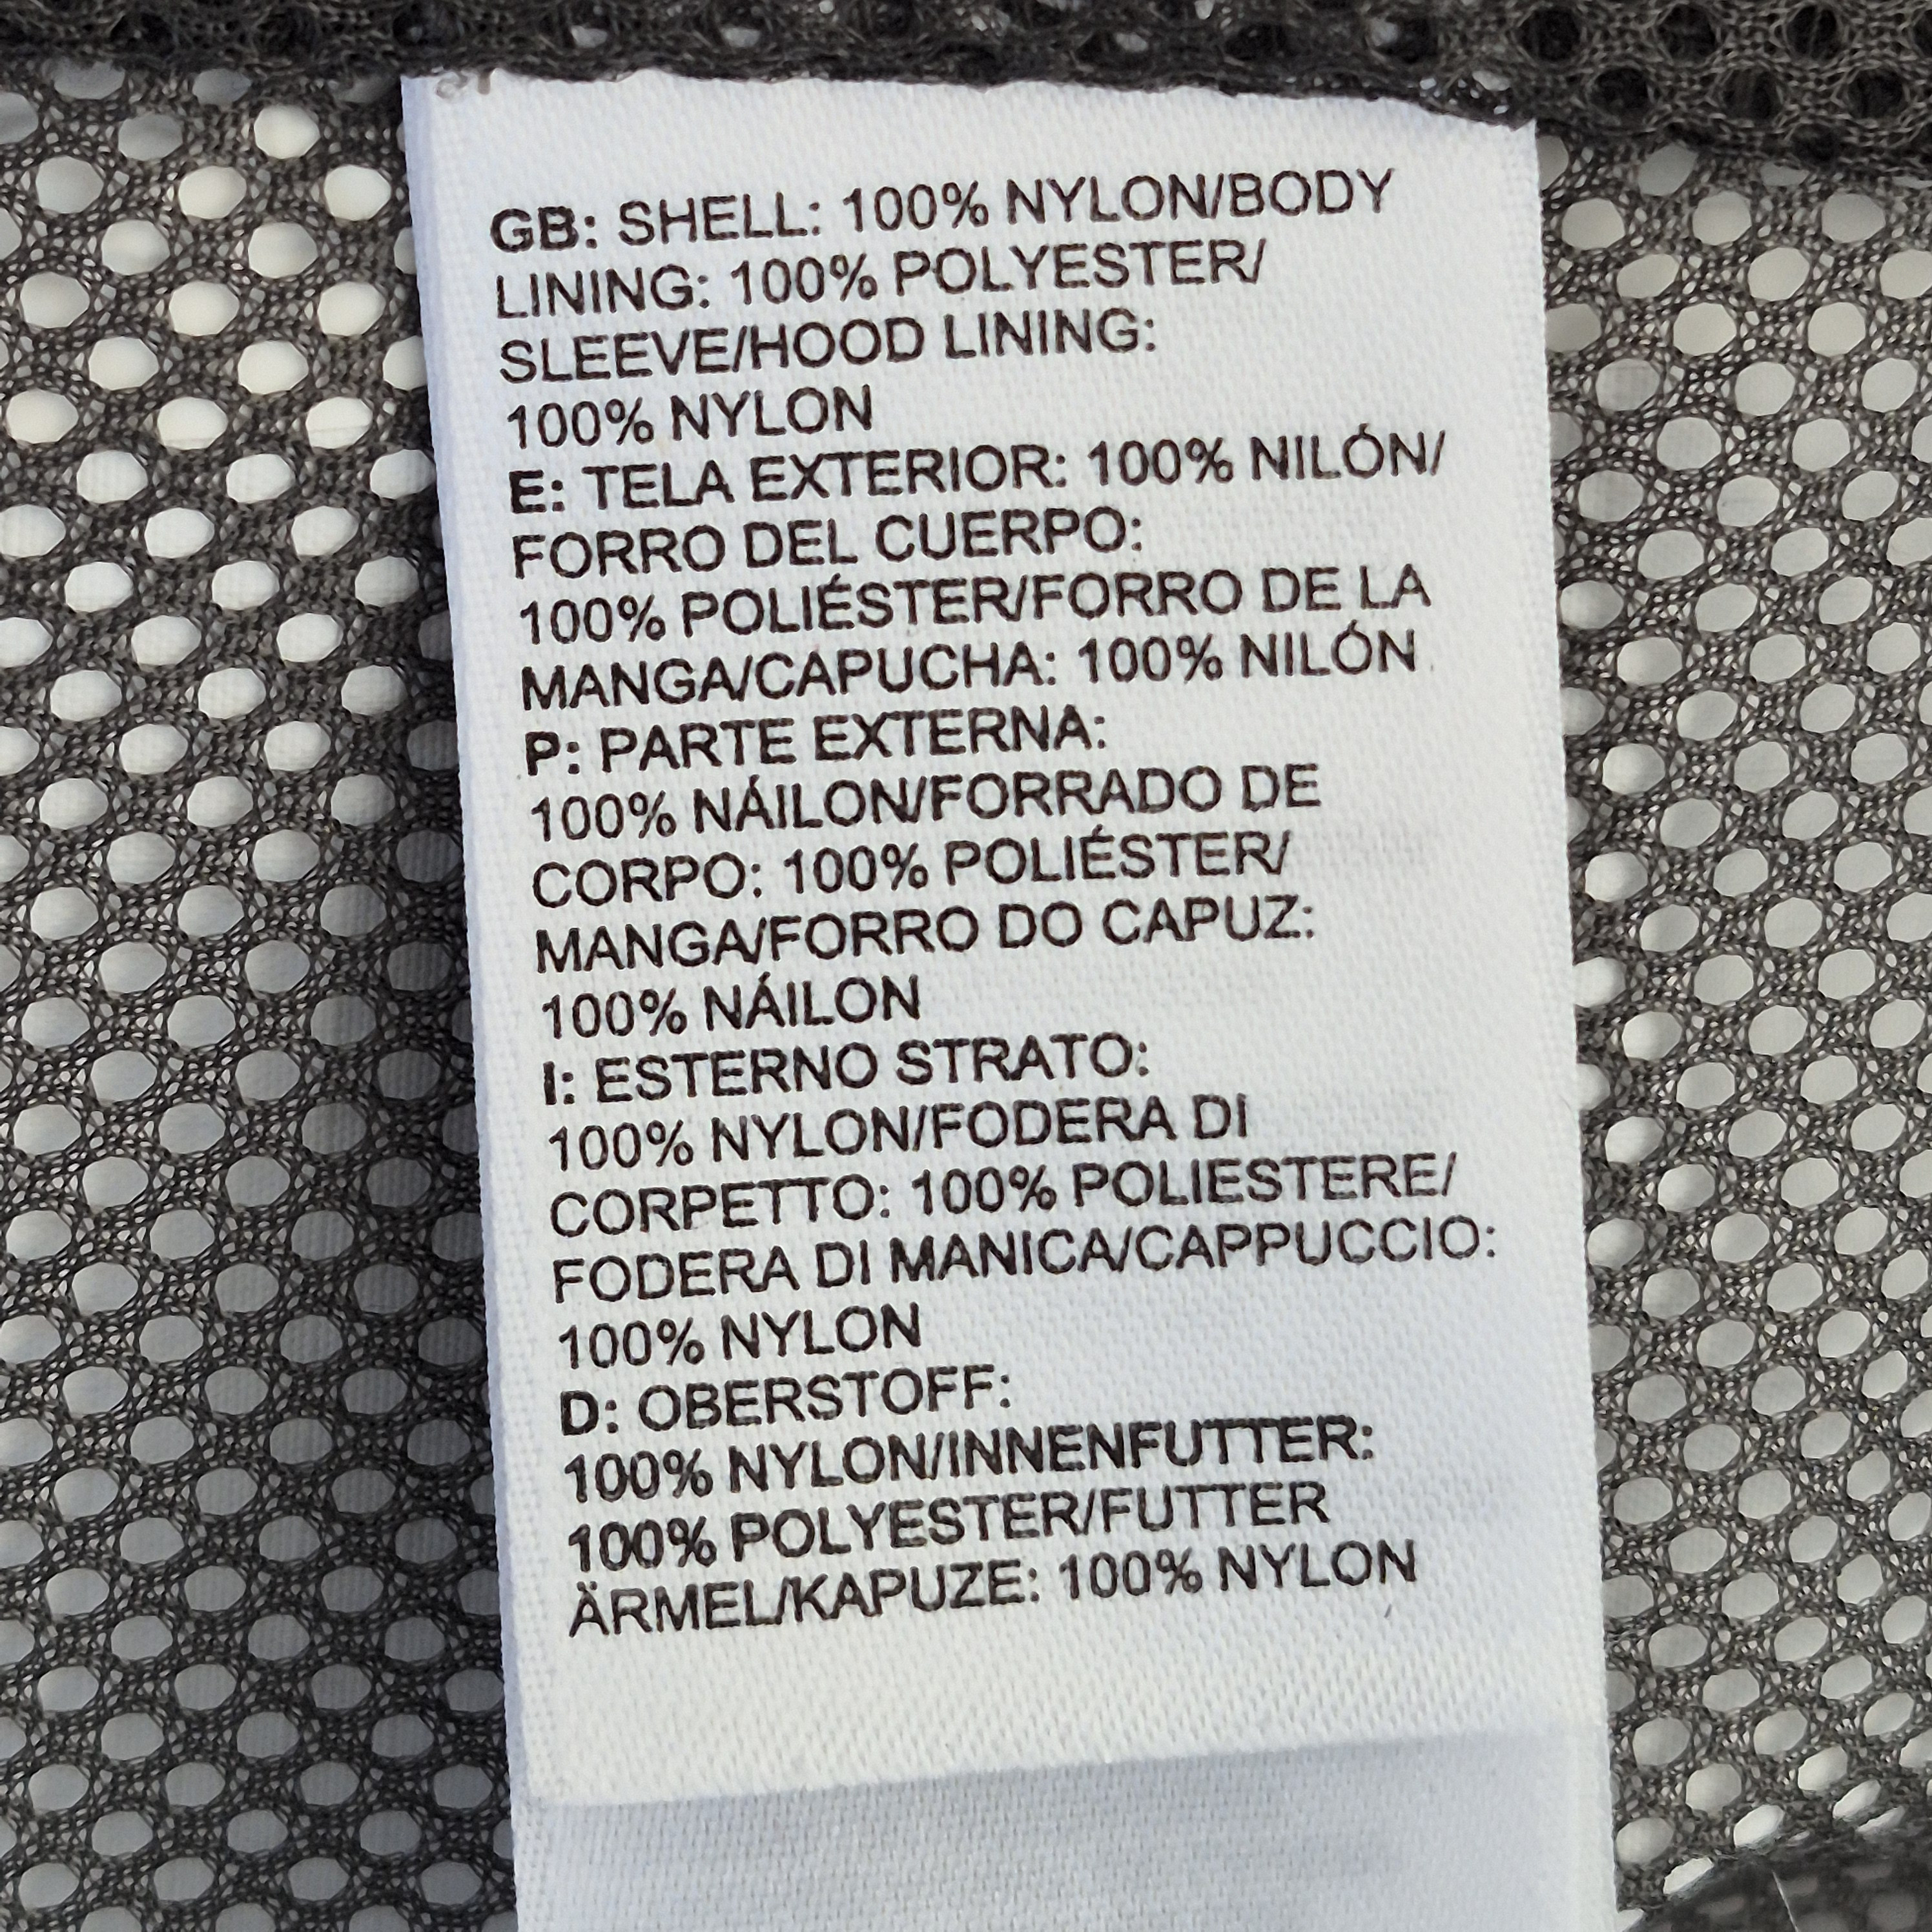 GB: SHELL: 100% NYLON/BODY
LINING: 100% POLYESTER/
SLEEVE/HOOD LINING:
100% NYLON
E: TELA EXTERIOR: 100% NILÓN/
FORRO DEL CUERPO:
100% POLIÉSTER/FORRO DE LA
MANGA/CAPUCHA: 100% NILÓN
P: PARTE EXTERNA:
100% NÁILON/FORRADO DE
CORPO: 100% POLIÉSTER/
MANGA/FORRO DO CAPUZ:
100% NÁILON
I: ESTERNO STRATO:
100% NYLON/FODERA DI
CORPETTO: 100% POLIESTERE/
FODERA DI MANICA/CAPPUCCIO:
100% NYLON
D: OBERSTOFF:
100% NYLON/INNENFUTTER:
100% POLYESTER/FUTTER
ÄRMEL/KAPUZE: 100% NYLON